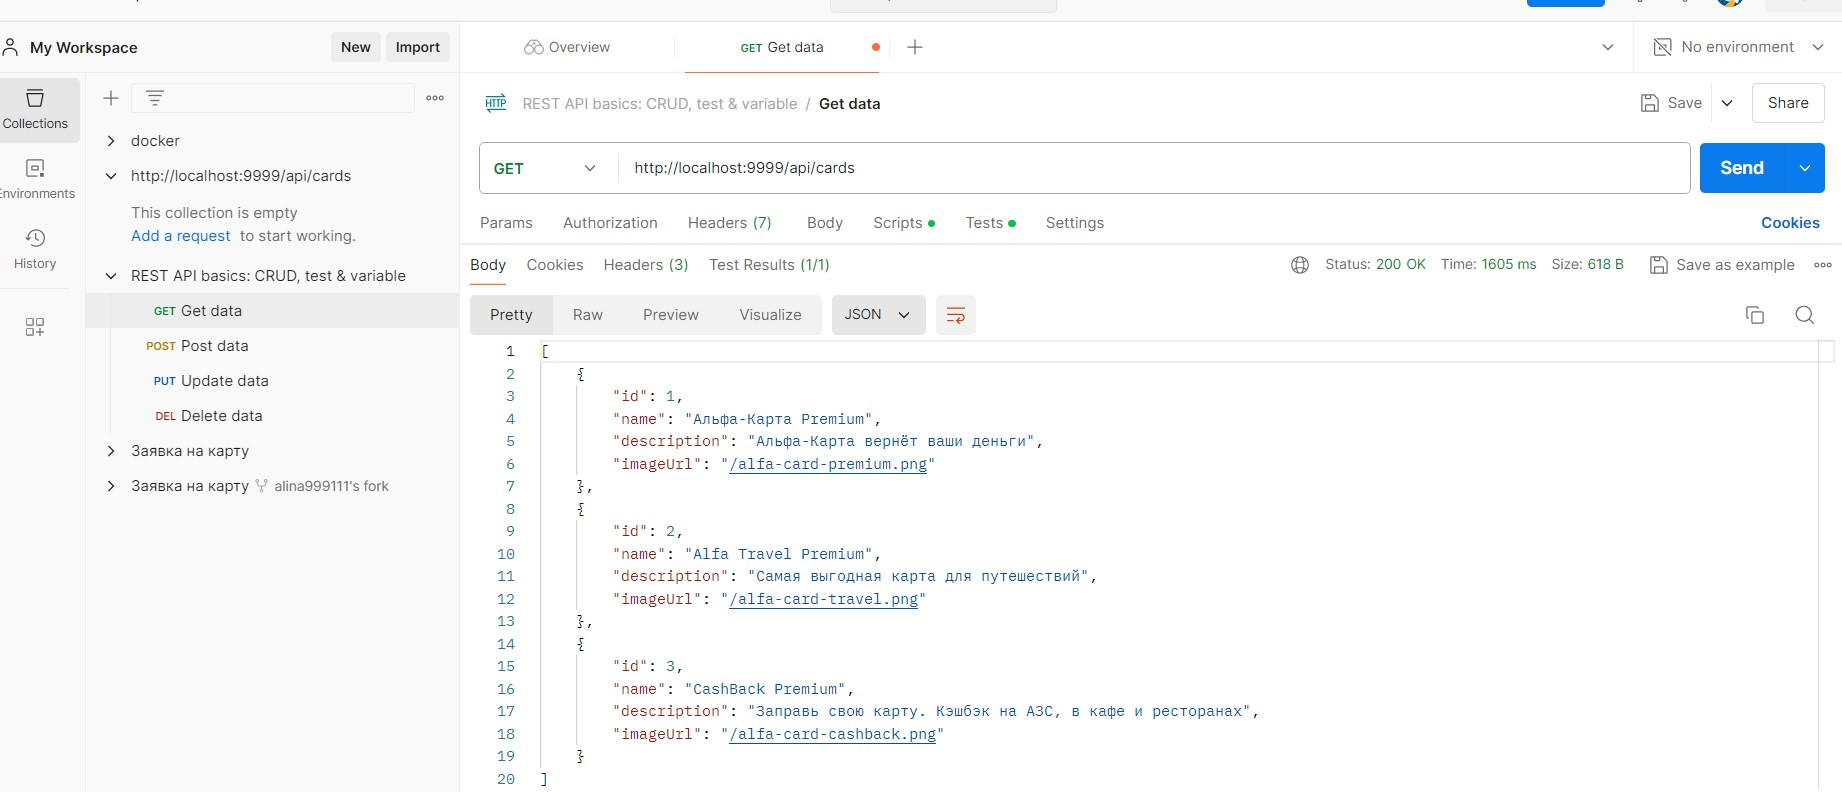 My Workspace
New
Import
Overview
GET Get data
No environment
Collections
Environments
History
docker
http://localhost:9999/api/cards
This collection is empty
Add a request to start working.
REST API basics: CRUD, test & variable
GET Get data
POST Post data
PUT Update data
DEL Delete data
Заявка на карту
Заявка на карту alina999111's fork
HTTP REST API basics: CRUD, test & variable / Get data
Save
Share
GET http://localhost:9999/api/cards
Send
Params Authorization Headers (7) Body Scripts Tests Settings
Cookies
Body Cookies Headers (3) Test Results (1/1)
Status: 200 OK Time: 1605 ms Size: 618 B Save as example
Pretty Raw Preview Visualize JSON
1 [
2 {
3 "id": 1,
4 "name": "Альфа-Карта Premium",
5 "description": "Альфа-Карта вернёт ваши деньги",
6 "imageUrl": "/alfa-card-premium.png"
7 },
8 {
9 "id": 2,
10 "name": "Alfa Travel Premium",
11 "description": "Самая выгодная карта для путешествий",
12 "imageUrl": "/alfa-card-travel.png"
13 },
14 {
15 "id": 3,
16 "name": "CashBack Premium",
17 "description": "Заправь свою карту. Кэшбэк на АЗС, в кафе и ресторанах",
18 "imageUrl": "/alfa-card-cashback.png"
19 }
20 ]